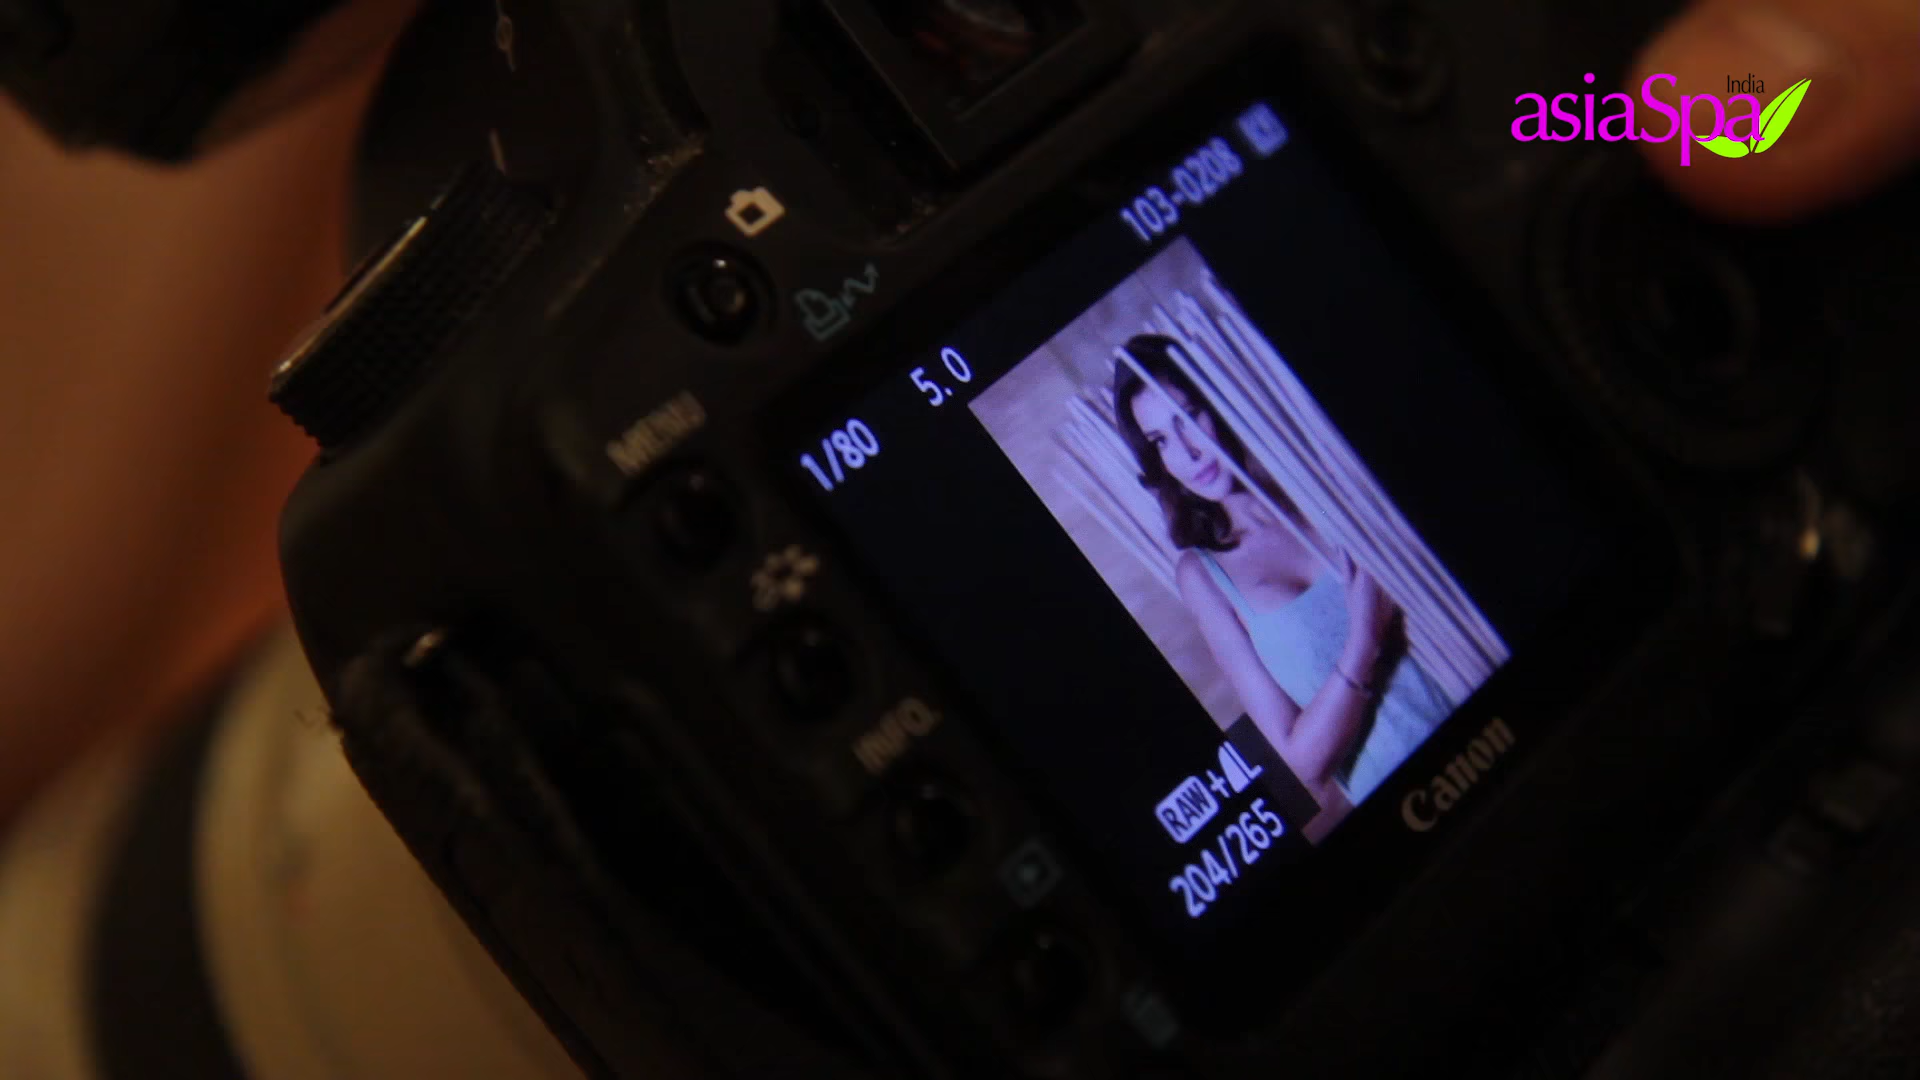 India
asiaSpa
103-0208
1/80 5.0
MENU
INFO.
RAW+L
204/265
Canon